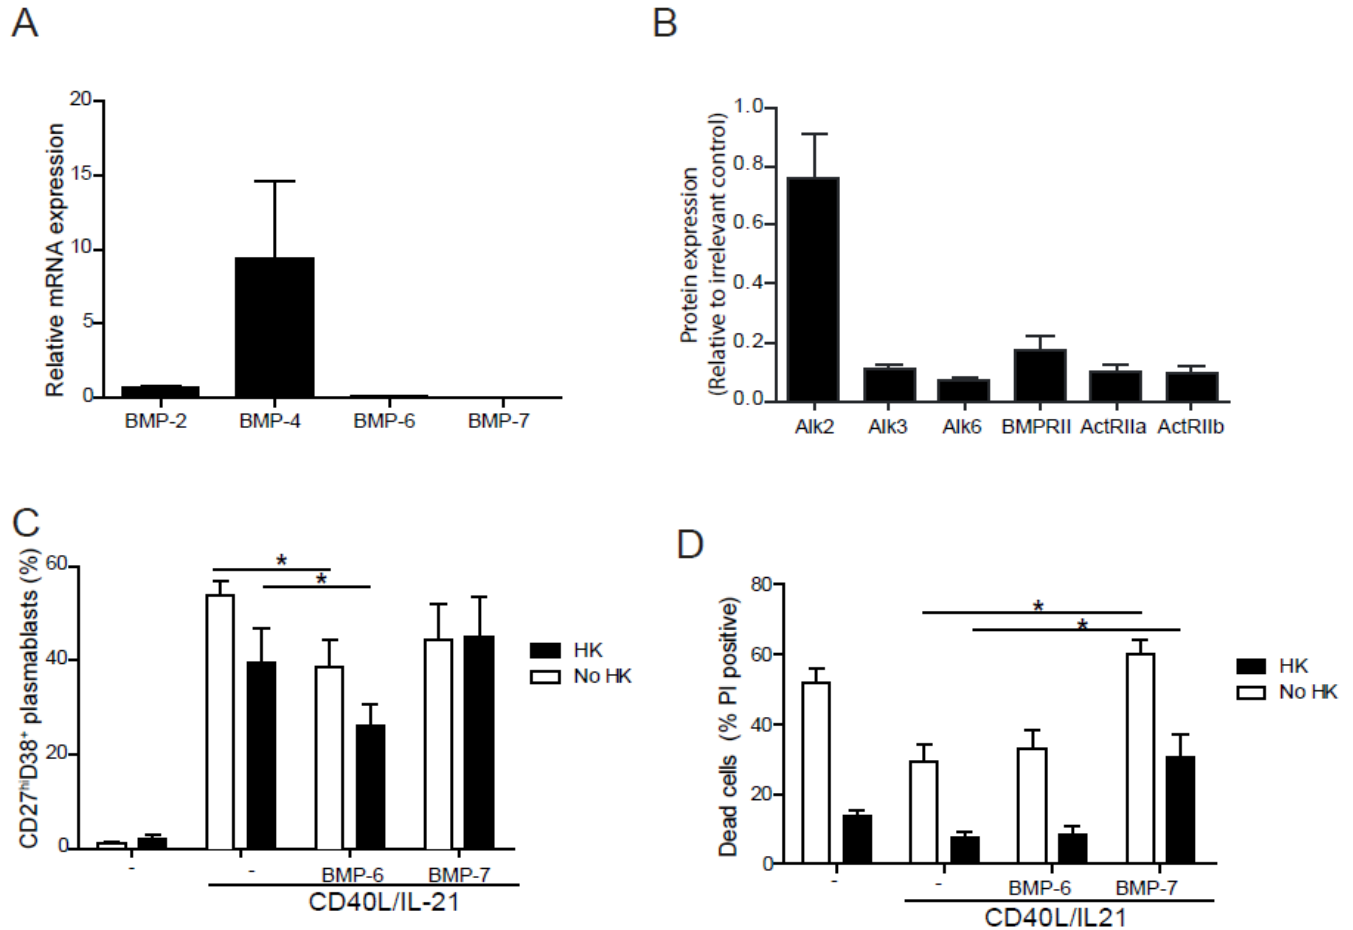 A
Relative mRNA expression
20
15
10
5
0
BMP-2 BMP-4 BMP-6 BMP-7
B
Protein expression
(Relative to irrelevant control)
1.0
0.8
0.6
0.4
0.2
0.0
Alk2 Alk3 Alk6 BMPRII ActRIIa ActRIIb
C
CD27hiD38+ plasmablasts (%)
60
40
20
0
* 
*
HK
No HK
- - BMP-6 BMP-7
CD40L/IL-21
D
Dead cells (% PI positive)
80
60
40
20
0
*
*
HK
No HK
- - BMP-6 BMP-7
CD40L/IL21